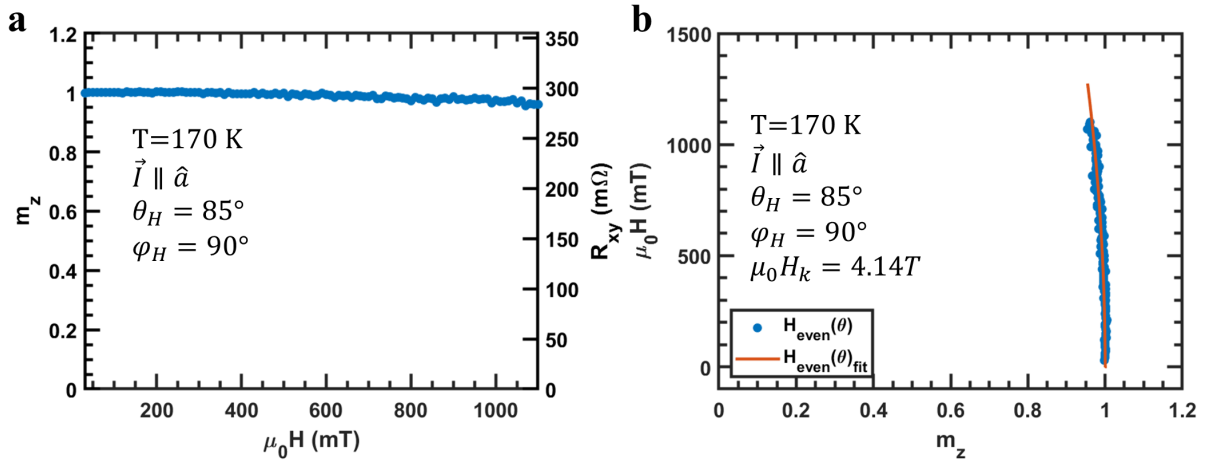 a
1.2
1
0.8
0.6
0.4
0.2
0
m_z
350
300
250
200
150
100
50
0
R_xy (mΩ)
T=170 K
I⃗ ∥ â
θ_H = 85°
φ_H = 90°
200 400 600 800 1000
μ₀H (mT)
b
1500
1000
500
0
μ₀H (mT)
T=170 K
I⃗ ∥ â
θ_H = 85°
φ_H = 90°
μ₀H_k = 4.14T
H_even(θ)
H_even(θ)_fit
0 0.2 0.4 0.6 0.8 1 1.2
m_z